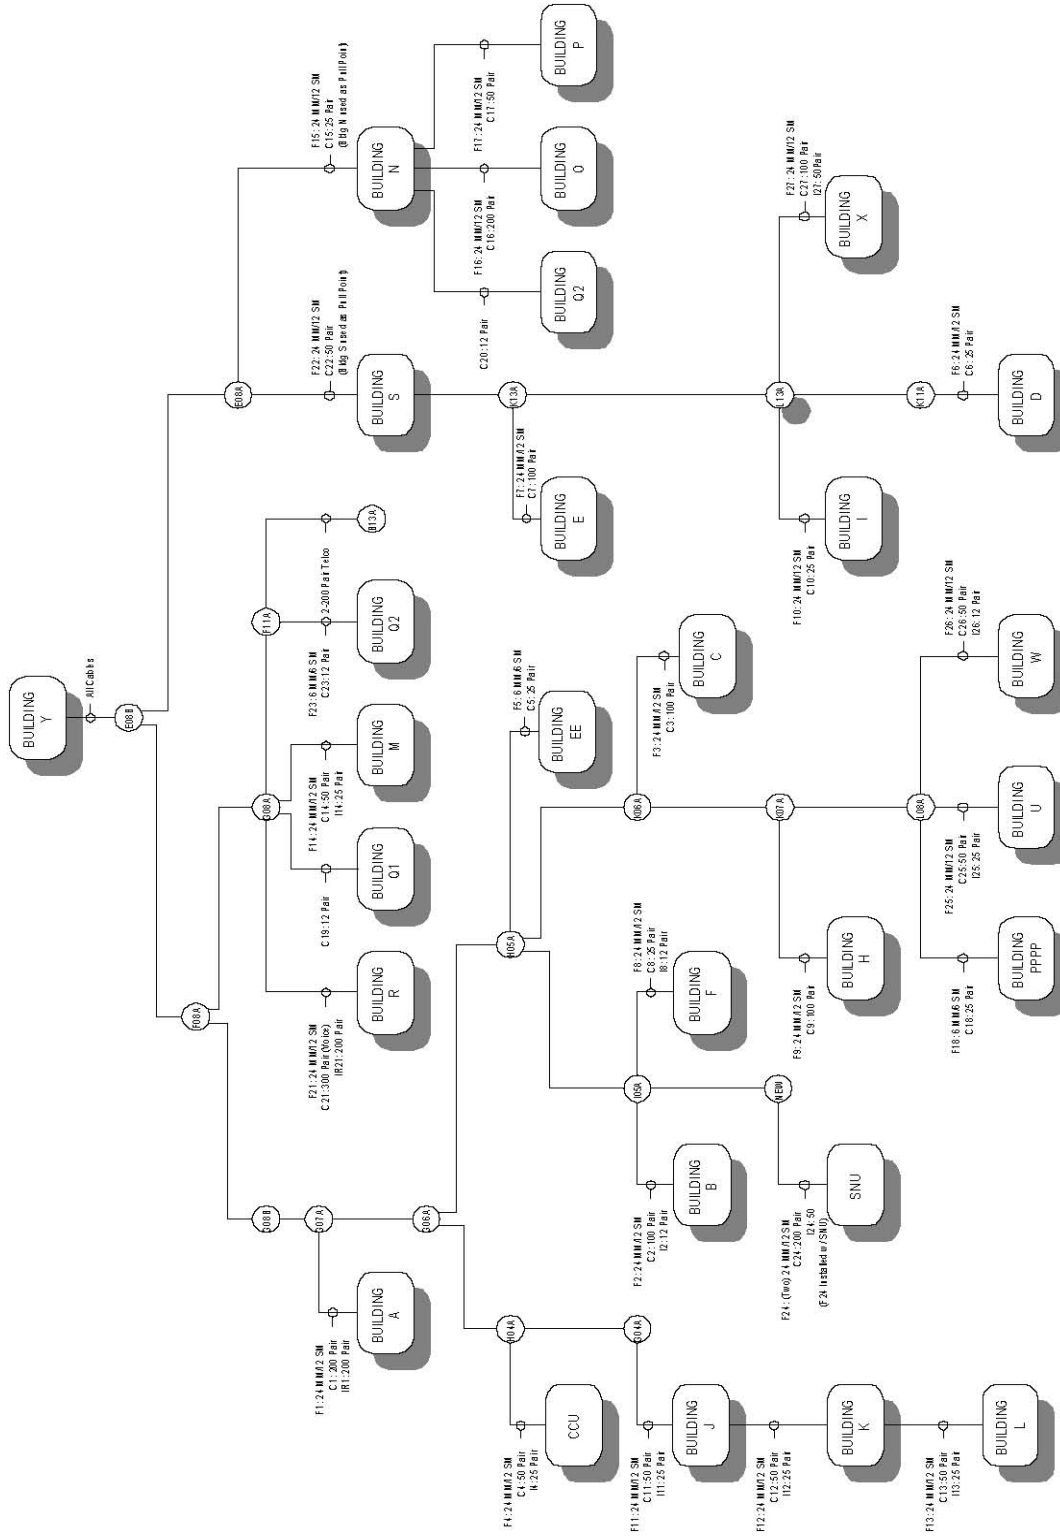 BUILDING
Y
All Cables
E08B
F08A
E08A
G08B
G08A
F11A
F15: 24 MM/12 SM
C15:25 Pair
(Bldg N used as Pull Point)
F22: 24 MM/12 SM
C22:50 Pair
(Bldg S used as Pull Point)
2-200 Pair Telco
B13A
F23: 6 MM/6 SM
C23:12 Pair
F14: 24 MM/12 SM
C14:50 Pair
I14:25 Pair
C19:12 Pair
F21: 24 MM/12 SM
C21:300 Pair (Voice)
IR21:200 Pair
G07A
F1: 24 MM/12 SM
C1:200 Pair
IR1:200 Pair
BUILDING
A
BUILDING
R
BUILDING
Q1
BUILDING
M
BUILDING
Q2
BUILDING
S
BUILDING
N
G06A
C20:12 Pair
F16: 24 MM/12 SM
C16:200 Pair
F17: 24 MM/12 SM
C17:50 Pair
H04A
H05A
K13A
F4: 24 MM/12 SM
C4:50 Pair
I4:25 Pair
F5: 6 MM/6 SM
C5:25 Pair
F7: 24 MM/12 SM
C7:100 Pair
CCU
BUILDING
EE
BUILDING
E
BUILDING
Q2
BUILDING
O
BUILDING
P
G04A
I05A
K06A
F11: 24 MM/12 SM
C11:50 Pair
I11:25 Pair
F2: 24 MM/12 SM
C2:100 Pair
I2:12 Pair
F8: 24 MM/12 SM
C8:25 Pair
I8:12 Pair
F3: 24 MM/12 SM
C3:100 Pair
BUILDING
J
BUILDING
B
BUILDING
F
BUILDING
C
NEW
K07A
L13A
F12: 24 MM/12 SM
C12:50 Pair
I12:25 Pair
F24: (Two) 24 MM/12 SM
C24:200 Pair
I24:50
(F24 Installed w/ SNU)
F9: 24 MM/12 SM
C9:100 Pair
F10: 24 MM/12 SM
C10:25 Pair
F27: 24 MM/12 SM
C27:100 Pair
I27:50 Pair
BUILDING
K
SNU
BUILDING
H
BUILDING
I
BUILDING
X
L08A
K11A
F13: 24 MM/12 SM
C13:50 Pair
I13:25 Pair
F18: 6 MM/6 SM
C18:25 Pair
F25: 24 MM/12 SM
C25:50 Pair
I25:25 Pair
F26: 24 MM/12 SM
C26:50 Pair
I26:12 Pair
F6: 24 MM/12 SM
C6:25 Pair
BUILDING
L
BUILDING
PPPP
BUILDING
U
BUILDING
W
BUILDING
D